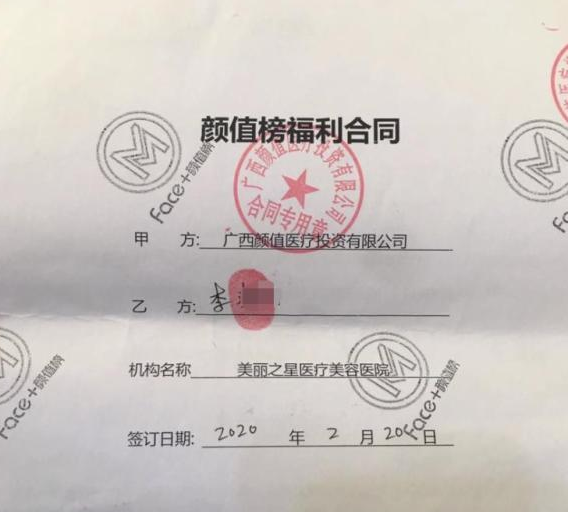 颜值榜福利合同
广西颜值医疗投资有限公司
合同专用章
Face+颜值榜
甲 方: 广西颜值医疗投资有限公司
乙 方: 李
机构名称 美丽之星医疗美容医院
Face+颜值榜
Face+颜值榜
签订日期: 2020 年 2 月 20 日